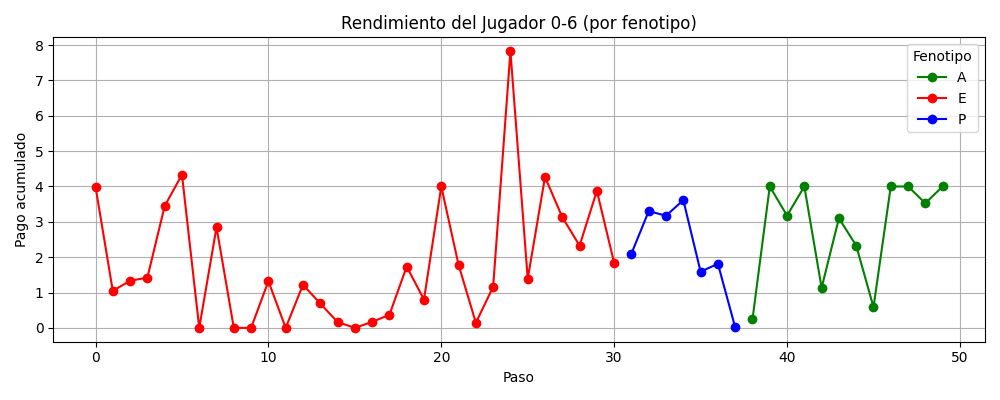 Rendimiento del Jugador 0-6 (por fenotipo)
Pago acumulado
8
7
6
5
4
3
2
1
0
Fenotipo
A
E
P
0 10 20 30 40 50
Paso